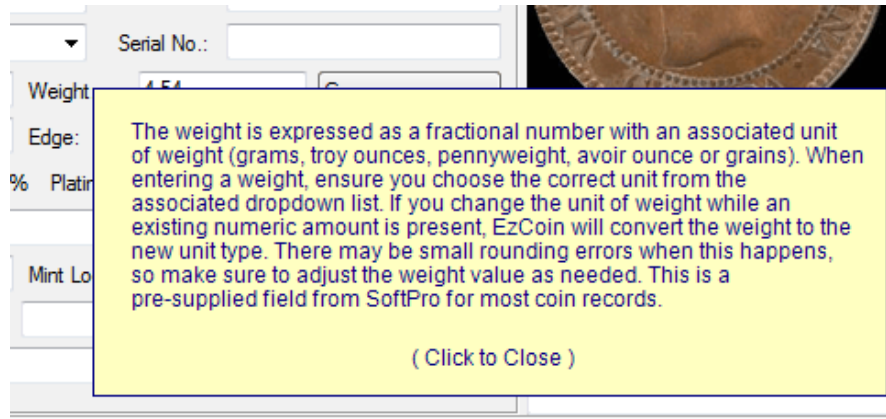 Serial No.:
Weight
Edge:
The weight is expressed as a fractional number with an associated unit
of weight (grams, troy ounces, pennyweight, avoir ounce or grains). When
entering a weight, ensure you choose the correct unit from the
associated dropdown list. If you change the unit of weight while an
existing numeric amount is present, EzCoin will convert the weight to the
new unit type. There may be small rounding errors when this happens,
so make sure to adjust the weight value as needed. This is a
pre-supplied field from SoftPro for most coin records.
( Click to Close )
% Platin
Mint Lo